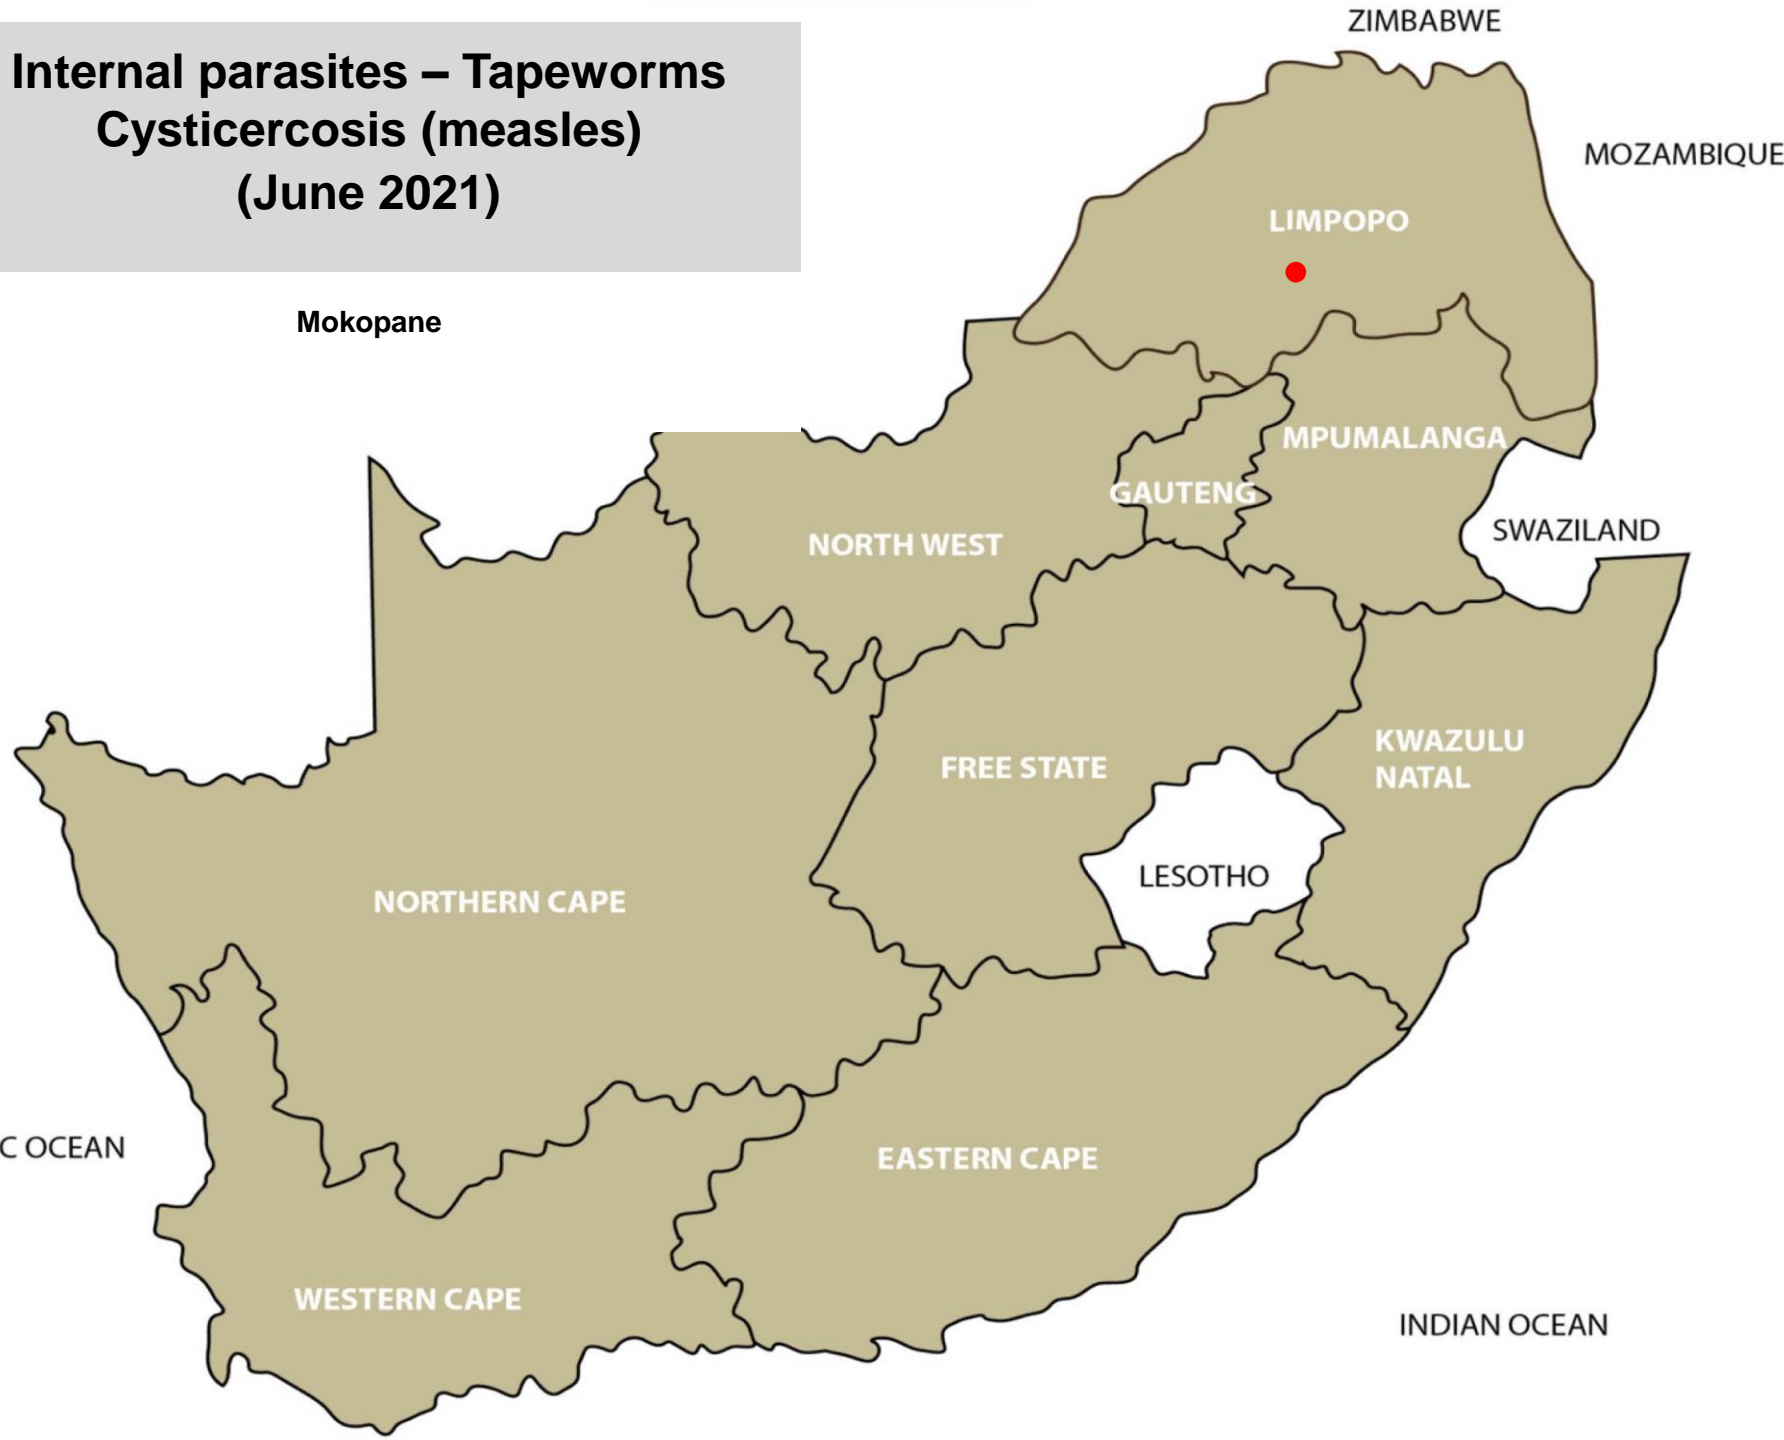 Internal parasites – Tapeworms
Cysticercosis (measles)
(June 2021)
Mokopane
ZIMBABWE
MOZAMBIQUE
LIMPOPO
MPUMALANGA
GAUTENG
SWAZILAND
NORTH WEST
KWAZULU
NATAL
FREE STATE
LESOTHO
NORTHERN CAPE
C OCEAN
EASTERN CAPE
WESTERN CAPE
INDIAN OCEAN